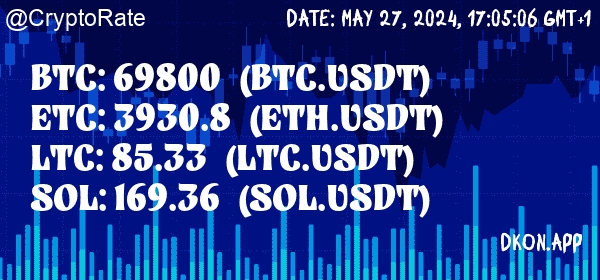 @CryptoRate
DATE: MAY 27, 2024, 17:05:06 GMT+1
BTC: 69800 (BTC.USDT)
ETC: 3930.8 (ETH.USDT)
LTC: 85.33 (LTC.USDT)
SOL: 169.36 (SOL.USDT)
DKON.APP